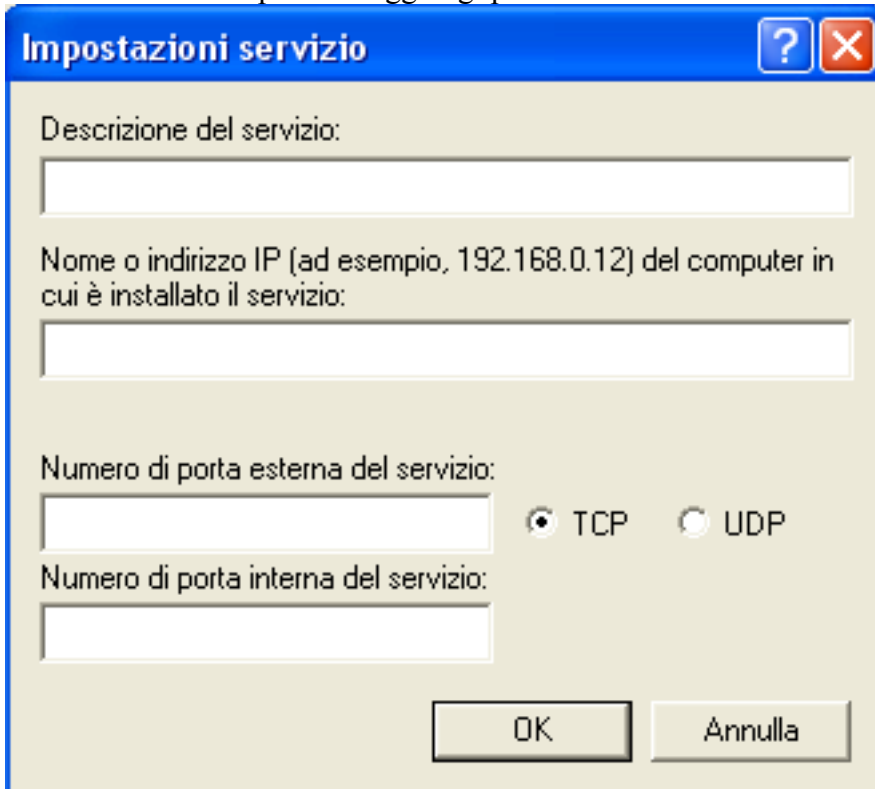 Impostazioni servizio
Descrizione del servizio:
Nome o indirizzo IP (ad esempio, 192.168.0.12) del computer in
cui è installato il servizio:
Numero di porta esterna del servizio:
TCP UDP
Numero di porta interna del servizio:
OK Annulla